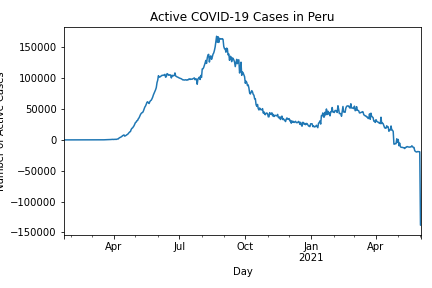 Active COVID-19 Cases in Peru
Number of Active Cases
150000
100000
50000
0
−50000
−100000
−150000
Apr
Jul
Oct
Jan
2021
Apr
Day